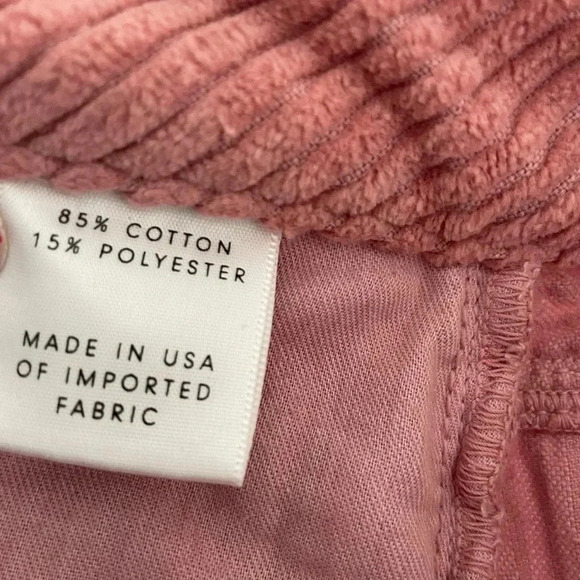 85% COTTON
15% POLYESTER
MADE IN USA
OF IMPORTED
FABRIC